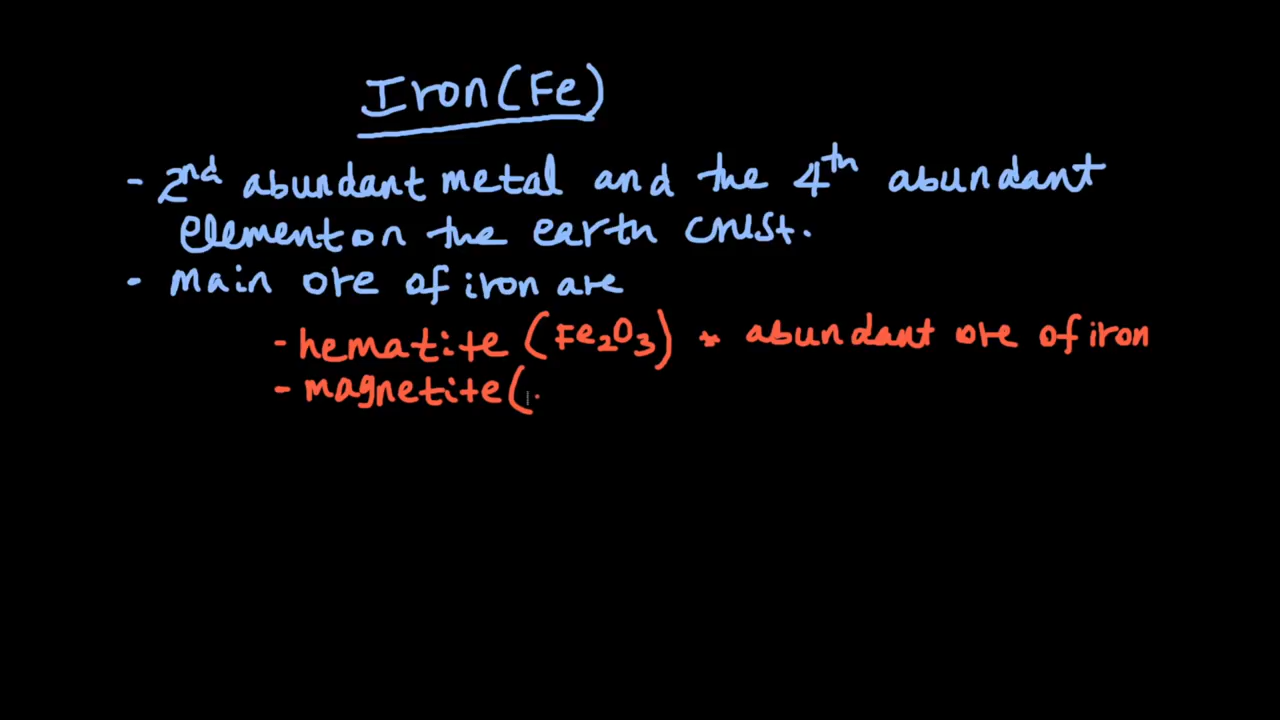 Iron (Fe)
- 2nd abundant metal and the 4th abundant
element on the earth crust.
- main ore of iron are
- hematite (Fe2O3) * abundant ore of iron
- magnetite (